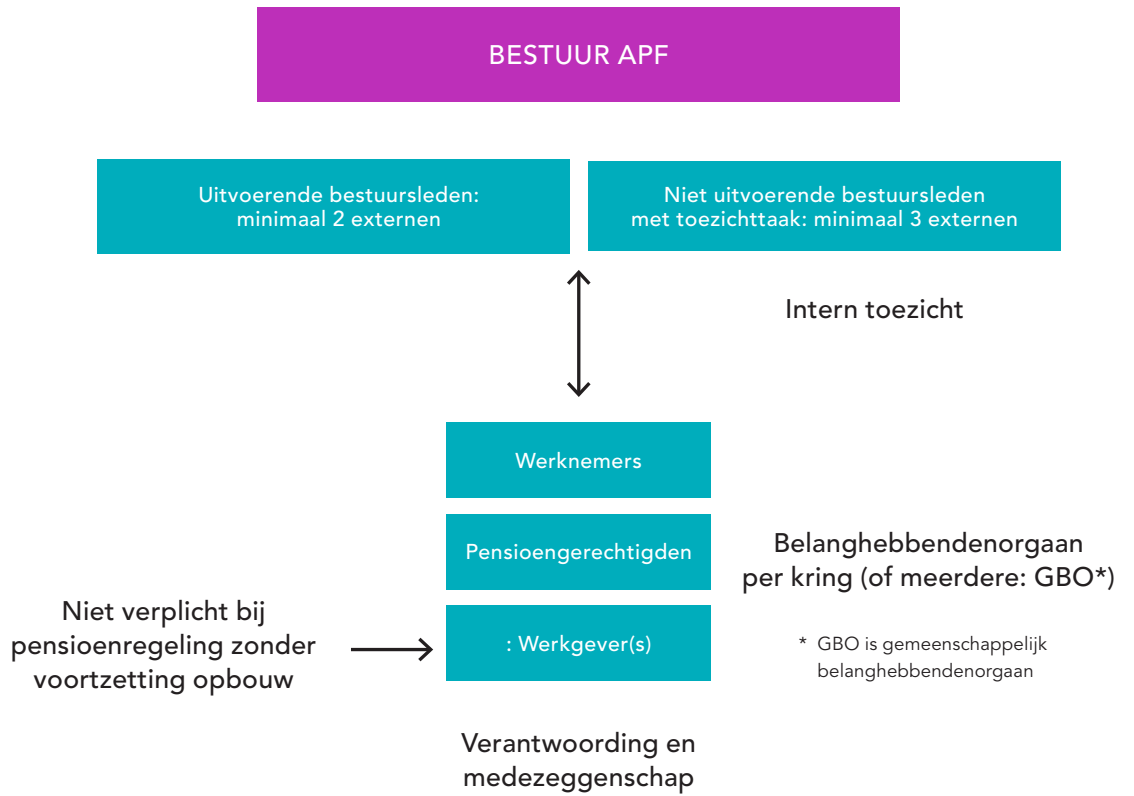 BESTUUR APF
Uitvoerende bestuursleden:
minimaal 2 externen
Niet uitvoerende bestuursleden
met toezichttaak: minimaal 3 externen
Intern toezicht
Werknemers
Pensioengerechtigden
Belanghebbendenorgaan
per kring (of meerdere: GBO*)
Niet verplicht bij
pensioenregeling zonder
voortzetting opbouw
: Werkgever(s)
* GBO is gemeenschappelijk
belanghebbendenorgaan
Verantwoording en
medezeggenschap